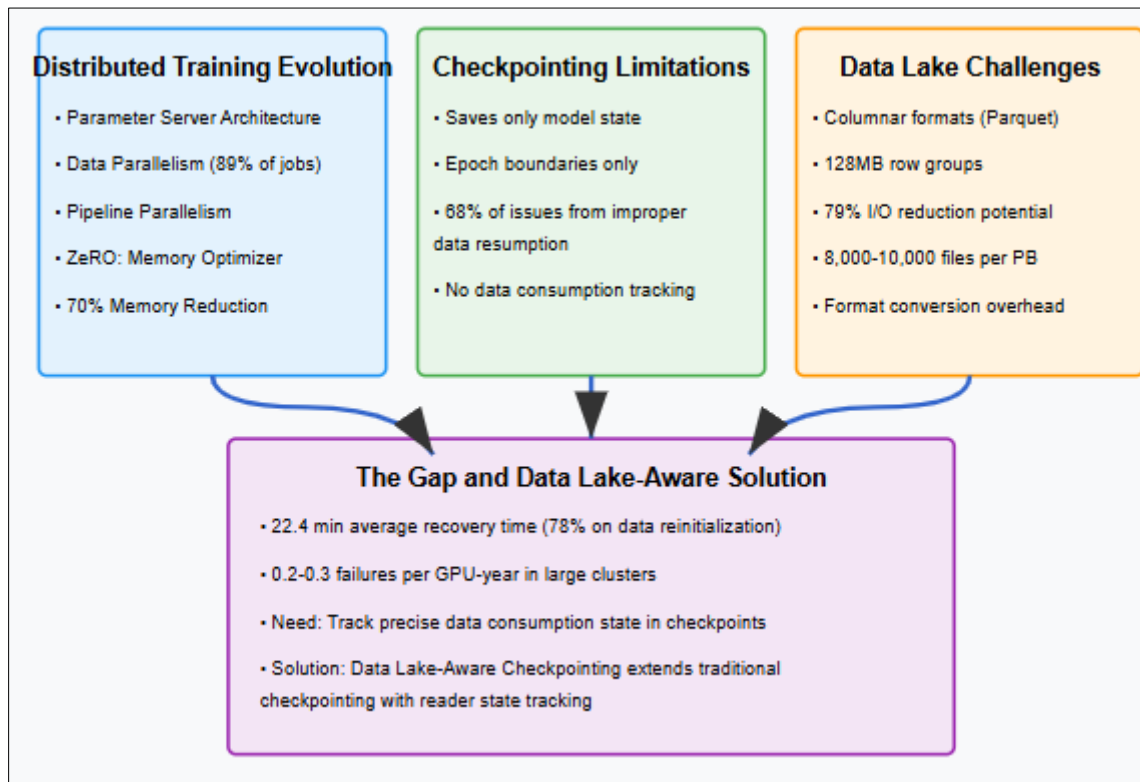 Distributed Training Evolution
▪ Parameter Server Architecture
▪ Data Parallelism (89% of jobs)
▪ Pipeline Parallelism
▪ ZeRO: Memory Optimizer
▪ 70% Memory Reduction
Checkpointing Limitations
▪ Saves only model state
▪ Epoch boundaries only
▪ 68% of issues from improper
data resumption
▪ No data consumption tracking
Data Lake Challenges
▪ Columnar formats (Parquet)
▪ 128MB row groups
▪ 79% I/O reduction potential
▪ 8,000-10,000 files per PB
▪ Format conversion overhead
The Gap and Data Lake-Aware Solution
▪ 22.4 min average recovery time (78% on data reinitialization)
▪ 0.2-0.3 failures per GPU-year in large clusters
▪ Need: Track precise data consumption state in checkpoints
▪ Solution: Data Lake-Aware Checkpointing extends traditional
checkpointing with reader state tracking